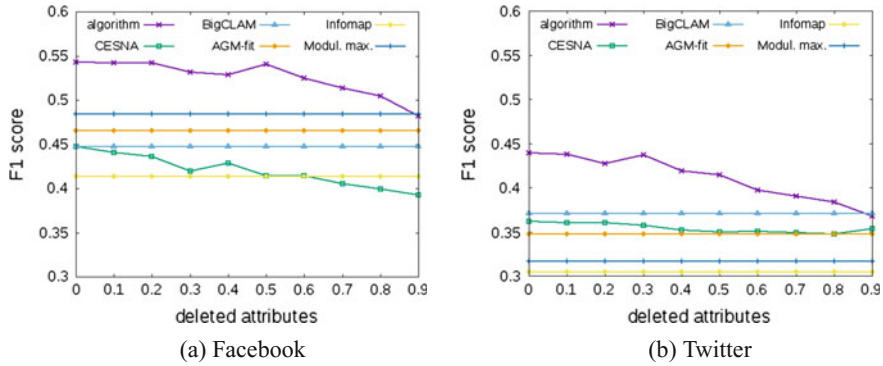 0.6
0.55
0.5
0.45
0.4
0.35
0.3
F1 score
algorithm
CESNA
BigCLAM
AGM-fit
Infomap
Modul. max.
0 0.1 0.2 0.3 0.4 0.5 0.6 0.7 0.8 0.9
deleted attributes
(a) Facebook
0.6
0.55
0.5
0.45
0.4
0.35
0.3
F1 score
algorithm
CESNA
BigCLAM
AGM-fit
Infomap
Modul. max.
0 0.1 0.2 0.3 0.4 0.5 0.6 0.7 0.8 0.9
deleted attributes
(b) Twitter